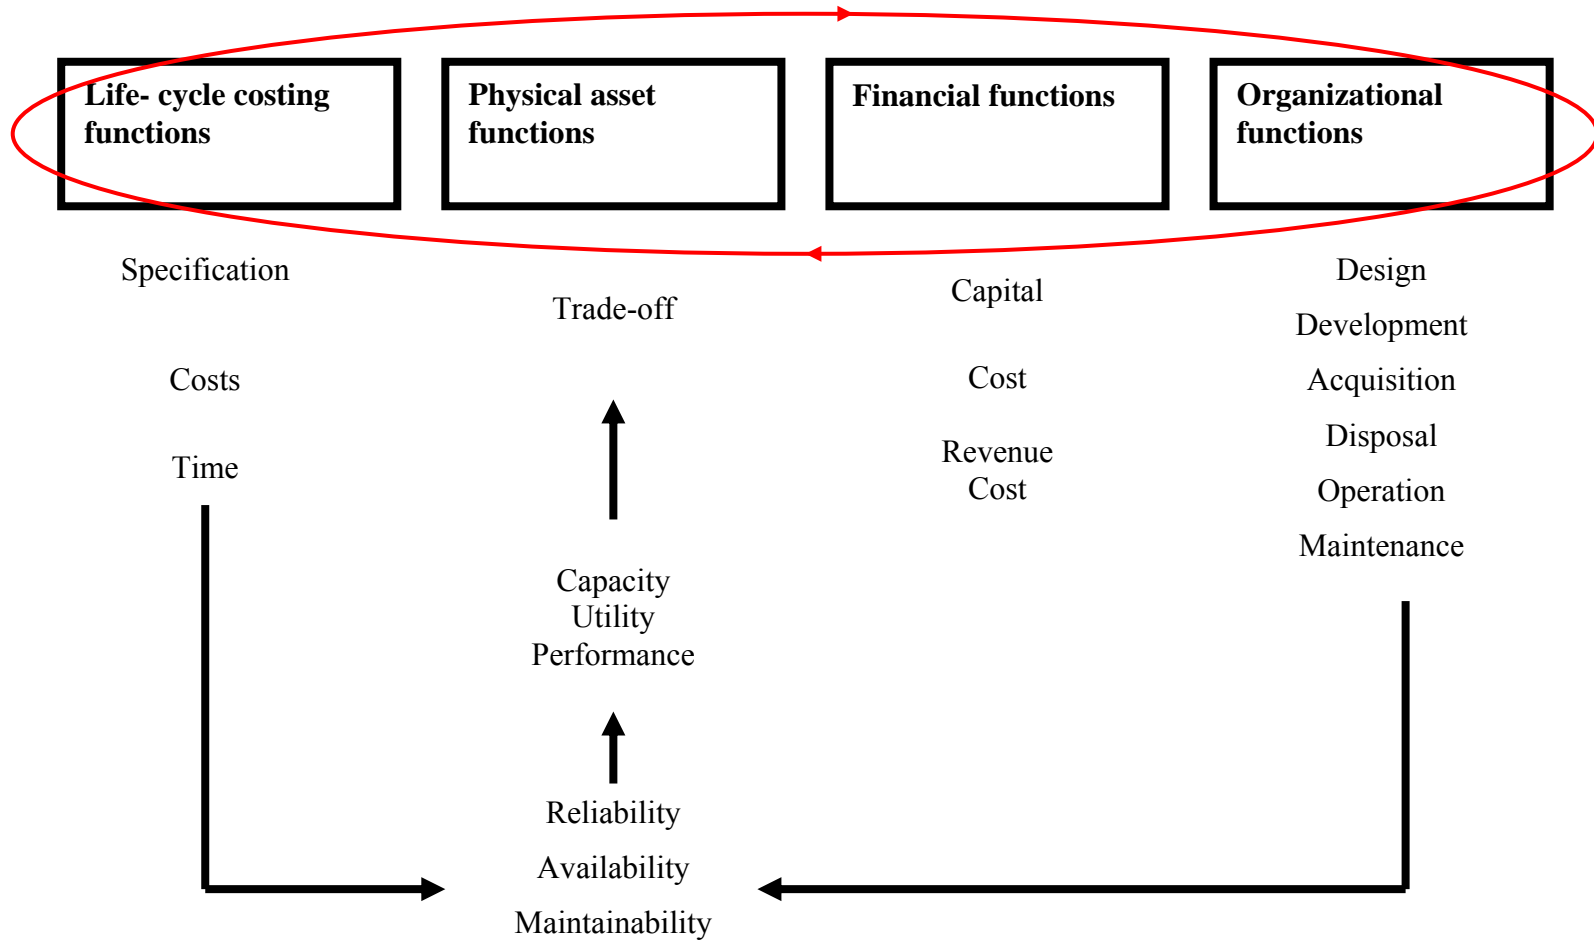 Life- cycle costing
functions
Physical asset
functions
Financial functions
Organizational
functions
Specification
Costs
Time
Trade-off
Capacity
Utility
Performance
Reliability
Availability
Maintainability
Capital
Cost
Revenue
Cost
Design
Development
Acquisition
Disposal
Operation
Maintenance